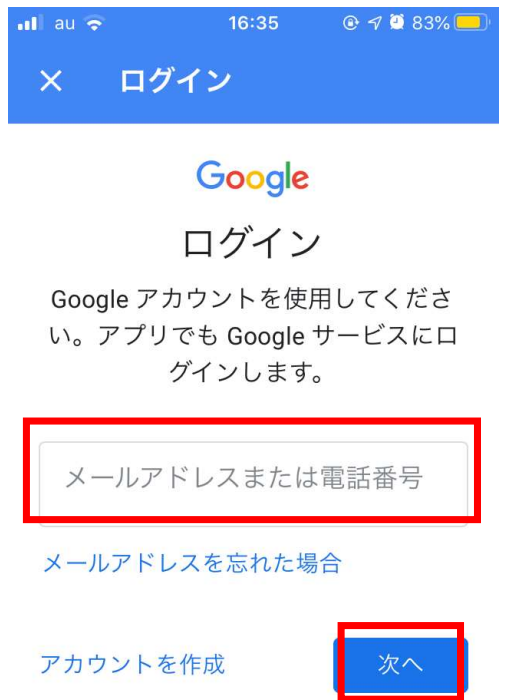 au 16:35 83%
× ログイン
Google
ログイン
Google アカウントを使用してくださ
い。アプリでも Google サービスにロ
グインします。
メールアドレスまたは電話番号
メールアドレスを忘れた場合
アカウントを作成 次へ